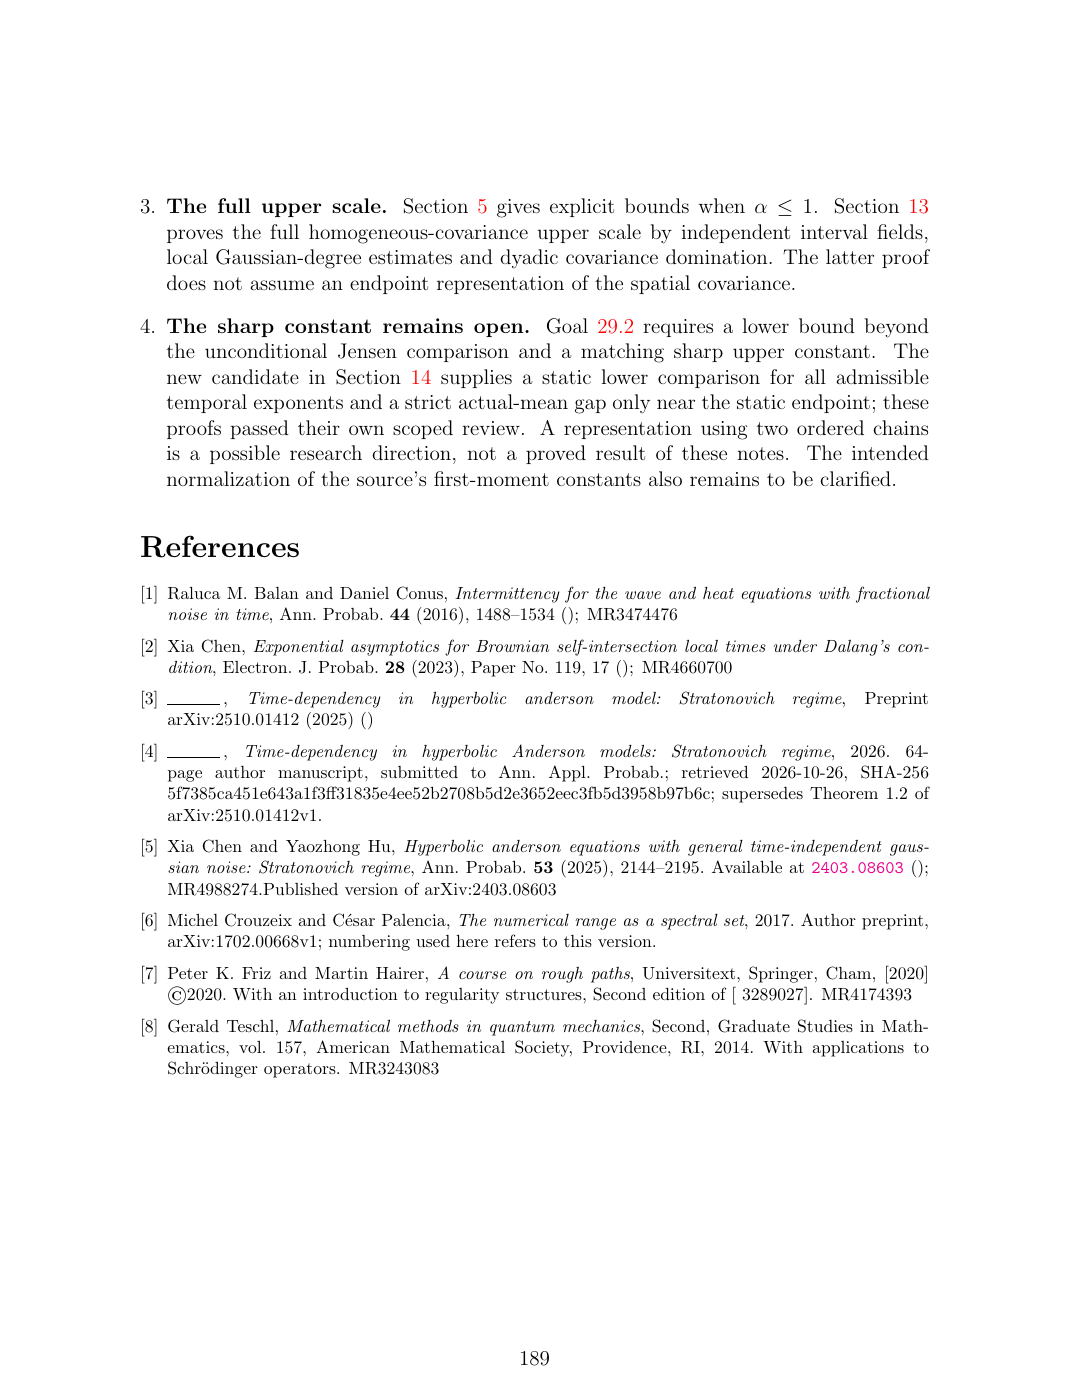 3. The full upper scale. Section 5 gives explicit bounds when α ≤ 1. Section 13
proves the full homogeneous-covariance upper scale by independent interval fields,
local Gaussian-degree estimates and dyadic covariance domination. The latter proof
does not assume an endpoint representation of the spatial covariance.
4. The sharp constant remains open. Goal 29.2 requires a lower bound beyond
the unconditional Jensen comparison and a matching sharp upper constant. The
new candidate in Section 14 supplies a static lower comparison for all admissible
temporal exponents and a strict actual-mean gap only near the static endpoint; these
proofs passed their own scoped review. A representation using two ordered chains
is a possible research direction, not a proved result of these notes. The intended
normalization of the source's first-moment constants also remains to be clarified.
References
[1] Raluca M. Balan and Daniel Conus, Intermittency for the wave and heat equations with fractional
noise in time, Ann. Probab. 44 (2016), 1488–1534 (); MR3474476
[2] Xia Chen, Exponential asymptotics for Brownian self-intersection local times under Dalang's con-
dition, Electron. J. Probab. 28 (2023), Paper No. 119, 17 (); MR4660700
[3] ______, Time-dependency in hyperbolic anderson model: Stratonovich regime, Preprint
arXiv:2510.01412 (2025) ()
[4] ______, Time-dependency in hyperbolic Anderson models: Stratonovich regime, 2026. 64-
page author manuscript, submitted to Ann. Appl. Probab.; retrieved 2026-10-26, SHA-256
5f7385ca451e643a1f3ff31835e4ee52b2708b5d2e3652eec3fb5d3958b97b6c; supersedes Theorem 1.2 of
arXiv:2510.01412v1.
[5] Xia Chen and Yaozhong Hu, Hyperbolic anderson equations with general time-independent gaus-
sian noise: Stratonovich regime, Ann. Probab. 53 (2025), 2144–2195. Available at 2403.08603 ();
MR4988274.Published version of arXiv:2403.08603
[6] Michel Crouzeix and César Palencia, The numerical range as a spectral set, 2017. Author preprint,
arXiv:1702.00668v1; numbering used here refers to this version.
[7] Peter K. Friz and Martin Hairer, A course on rough paths, Universitext, Springer, Cham, [2020]
©2020. With an introduction to regularity structures, Second edition of [ 3289027]. MR4174393
[8] Gerald Teschl, Mathematical methods in quantum mechanics, Second, Graduate Studies in Math-
ematics, vol. 157, American Mathematical Society, Providence, RI, 2014. With applications to
Schrödinger operators. MR3243083
189